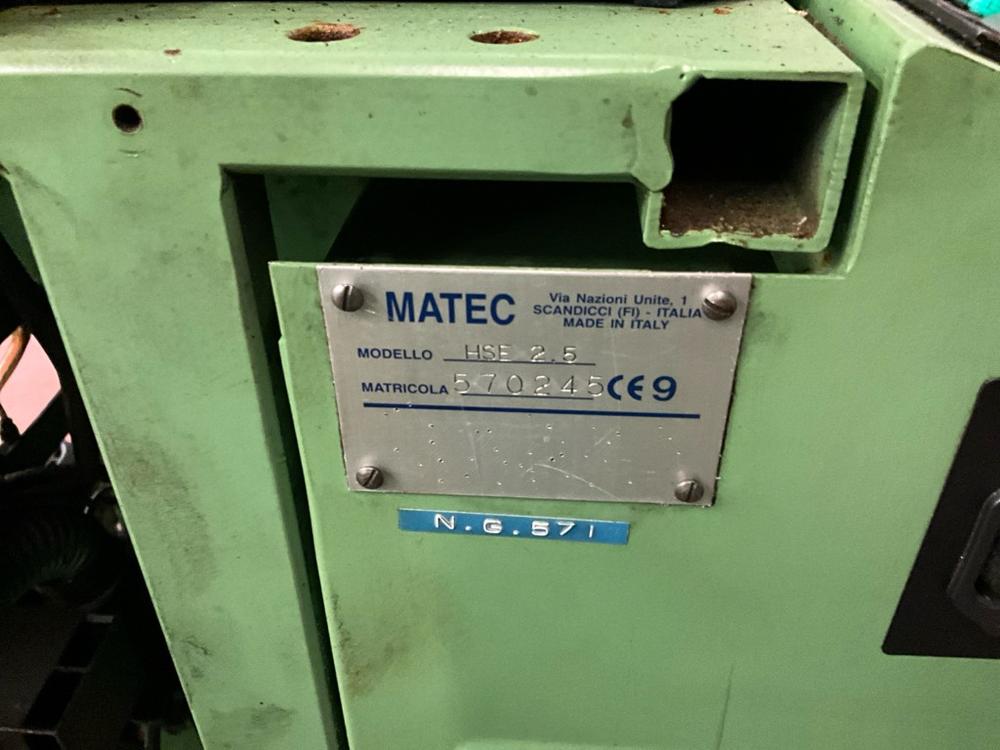 MATEC
Via Nazioni Unite, 1
SCANDICCI (FI) - ITALIA
MADE IN ITALY
MODELLO HSE 2.5
MATRICOLA 570245 CE 9
N.G.571